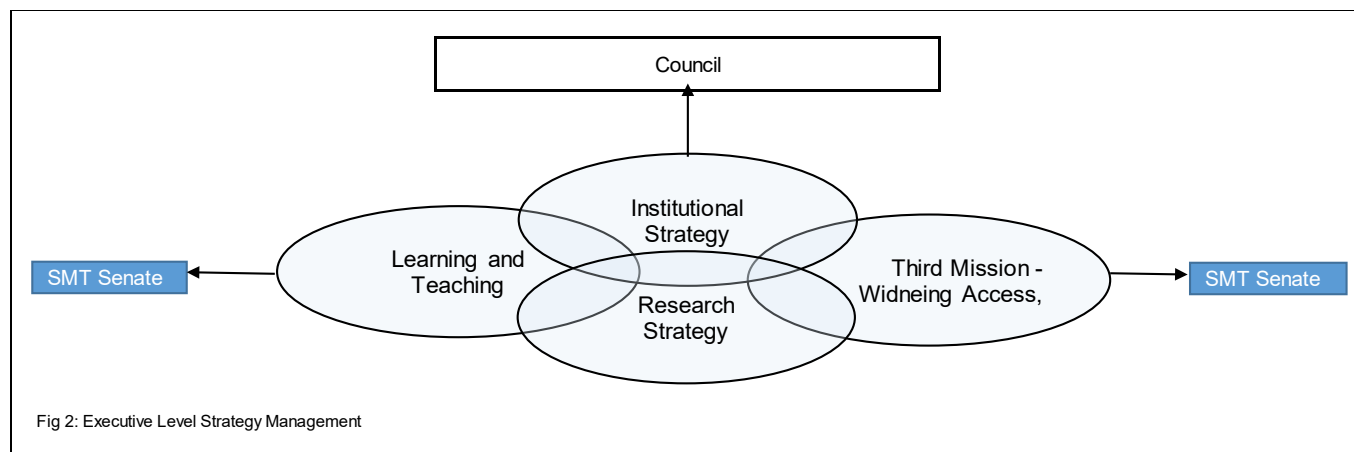 Council
Institutional
Strategy
Learning and
Teaching
Third Mission -
Widneing Access,
SMT Senate
SMT Senate
Research
Strategy
Fig 2: Executive Level Strategy Management